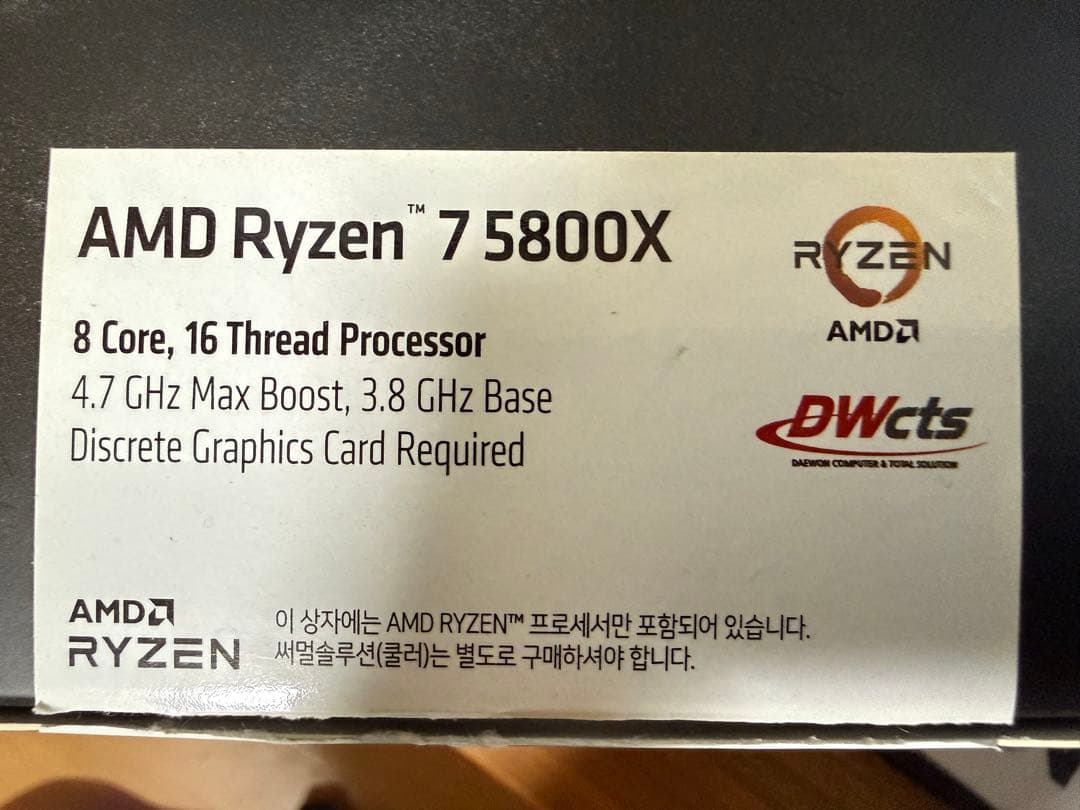 AMD Ryzen™ 7 5800X
8 Core, 16 Thread Processor
4.7 GHz Max Boost, 3.8 GHz Base
Discrete Graphics Card Required
RYZEN
AMD
DWcts
DAEWON COMPUTER & TOTAL SOLUTION
AMD
RYZEN
이 상자에는 AMD RYZEN™ 프로세서만 포함되어 있습니다.
써멀솔루션(쿨러)는 별도로 구매하셔야 합니다.